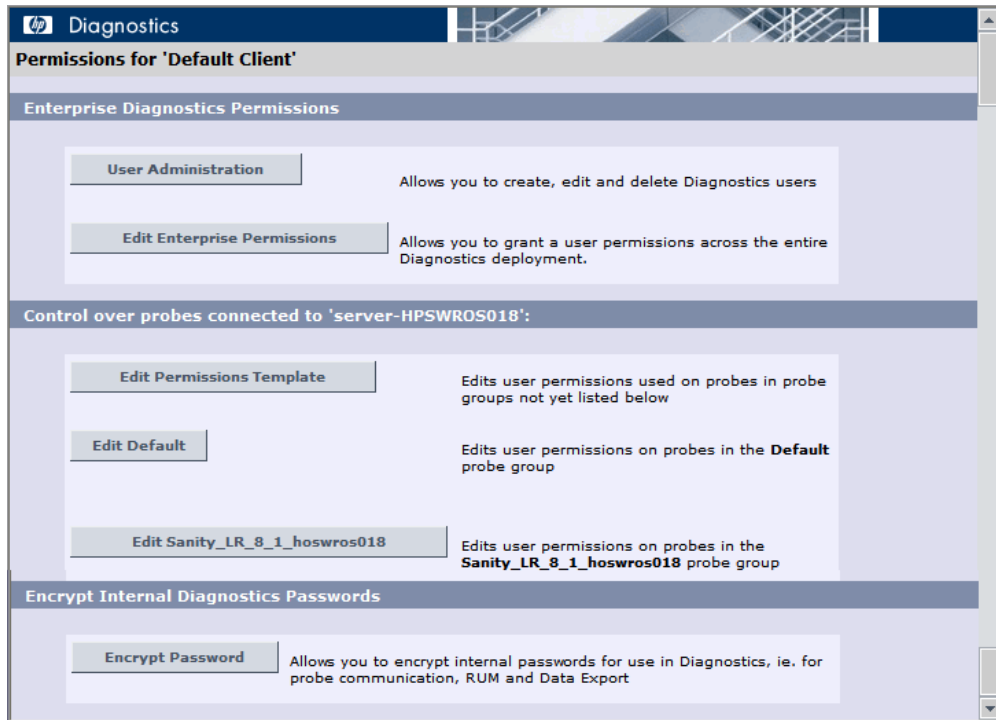 hp Diagnostics
Permissions for 'Default Client'
Enterprise Diagnostics Permissions
User Administration
Allows you to create, edit and delete Diagnostics users
Edit Enterprise Permissions
Allows you to grant a user permissions across the entire
Diagnostics deployment.
Control over probes connected to 'server-HPSWROS018':
Edit Permissions Template
Edits user permissions used on probes in probe
groups not yet listed below
Edit Default
Edits user permissions on probes in the Default
probe group
Edit Sanity_LR_8_1_hoswros018
Edits user permissions on probes in the
Sanity_LR_8_1_hoswros018 probe group
Encrypt Internal Diagnostics Passwords
Encrypt Password
Allows you to encrypt internal passwords for use in Diagnostics, ie. for
probe communication, RUM and Data Export